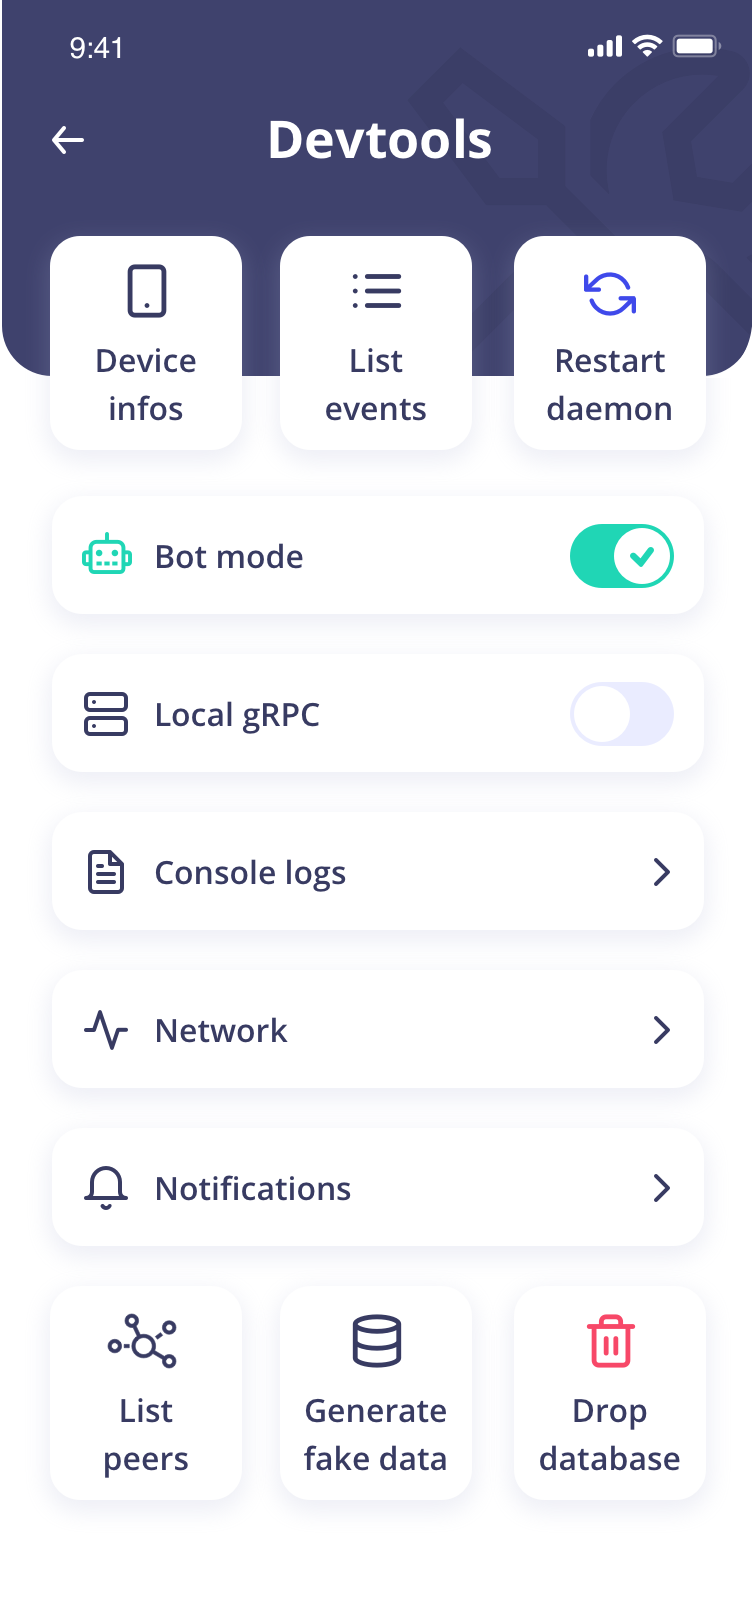 9:41
Devtools
Device
infos
List
events
Restart
daemon
Bot mode
Local gRPC
Console logs
Network
Notifications
List
peers
Generate
fake data
Drop
database